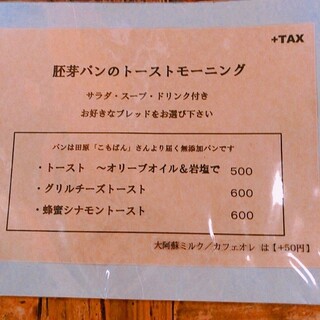 +TAX
胚芽パンのトーストモーニング
サラダ・スープ・ドリンク付き
お好きなブレッドをお選び下さい
パンは田原「こもぱん」さんより届く無添加パンです
・トースト ～オリーブオイル＆岩塩で 500
・グリルチーズトースト 600
・蜂蜜シナモントースト 600
大阿蘇ミルク／カフェオレ は【+50円】